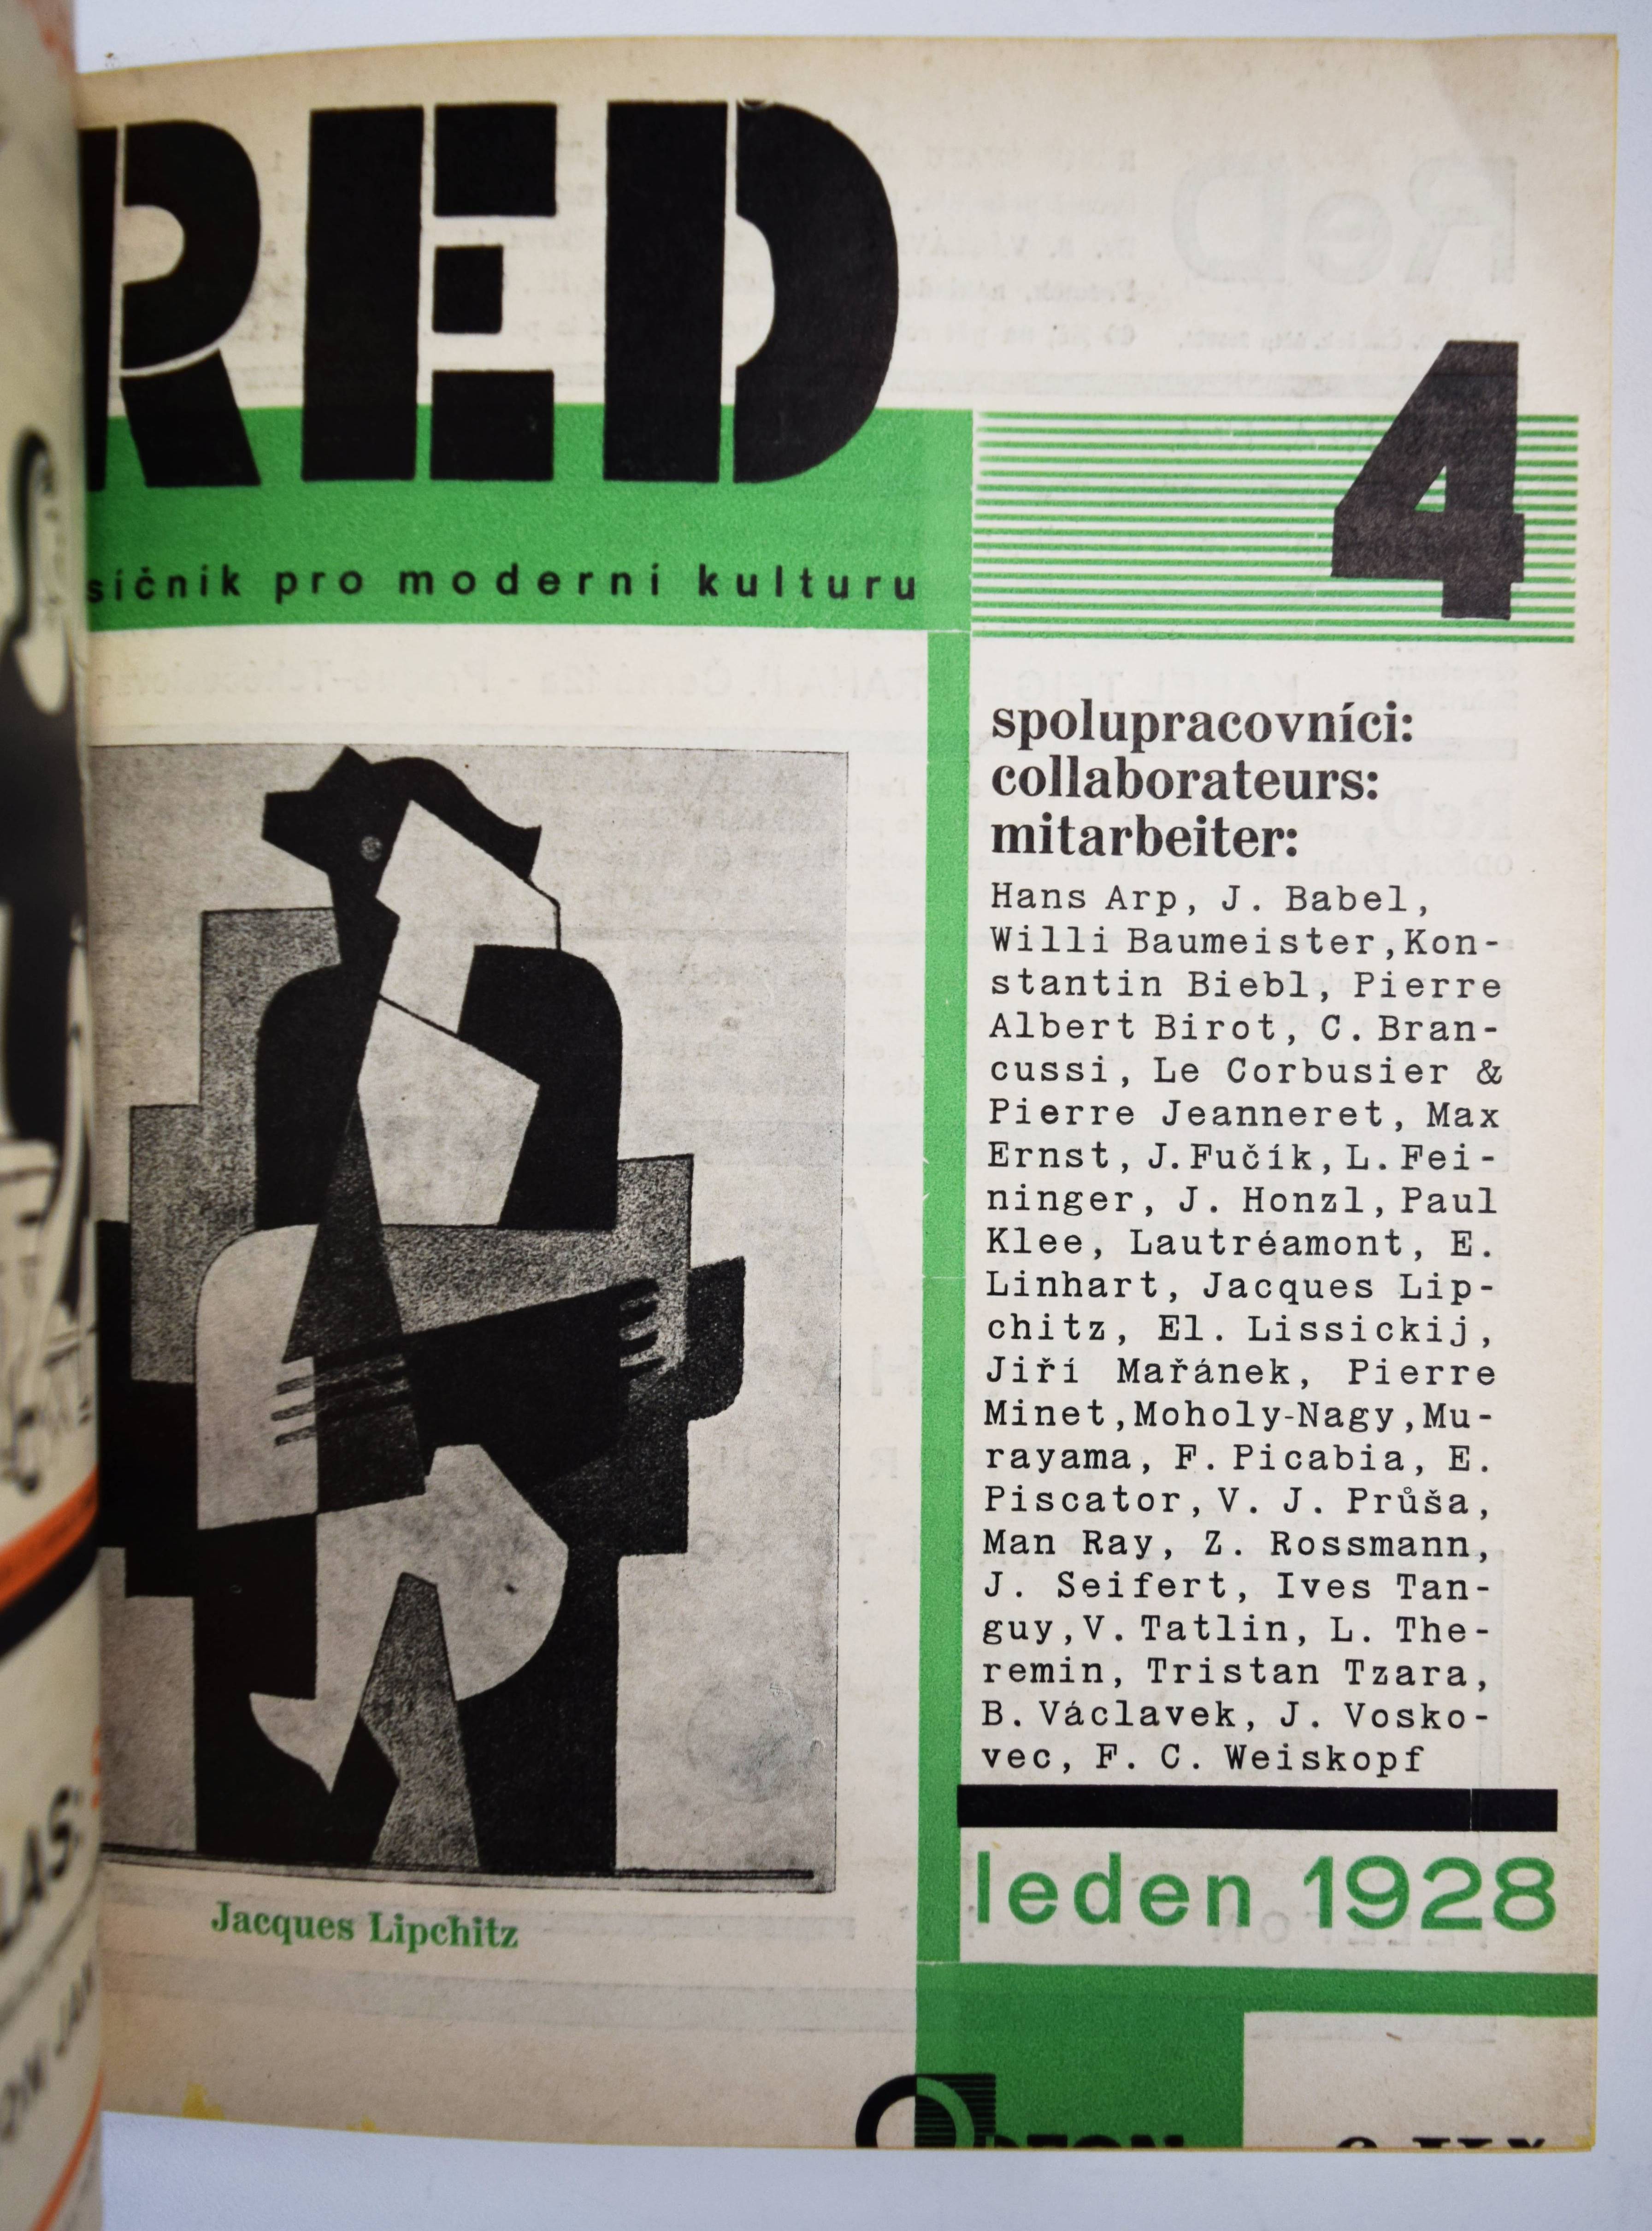 RED
síčník pro moderní kulturu
4
spolupracovníci:
collaborateurs:
mitarbeiter:
Hans Arp, J. Babel,
Willi Baumeister, Kon-
stantin Biebl, Pierre
Albert Birot, C. Bran-
cussi, Le Corbusier &
Pierre Jeanneret, Max
Ernst, J. Fučík, L. Fei-
ninger, J. Honzl, Paul
Klee, Lautréamont, E.
Linhart, Jacques Lip-
chitz, El. Lissickij,
Jiří Mařánek, Pierre
Minet, Moholy-Nagy, Mu-
rayama, F. Picabia, E.
Piscator, V. J. Průša,
Man Ray, Z. Rossmann,
J. Seifert, Ives Tan-
guy, V. Tatlin, L. The-
remin, Tristan Tzara,
B. Václavek, J. Vosko-
vec, F. C. Weiskopf
leden 1928
Jacques Lipchitz